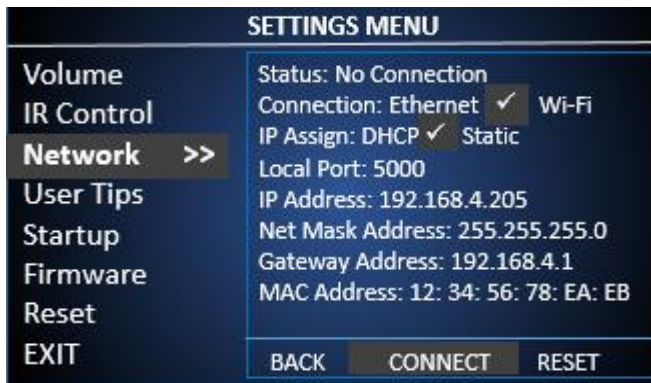 SETTINGS MENU
Volume
IR Control
Network >>
User Tips
Startup
Firmware
Reset
EXIT
Status: No Connection
Connection: Ethernet ✓ Wi-Fi
IP Assign: DHCP ✓ Static
Local Port: 5000
IP Address: 192.168.4.205
Net Mask Address: 255.255.255.0
Gateway Address: 192.168.4.1
MAC Address: 12: 34: 56: 78: EA: EB
BACK CONNECT RESET